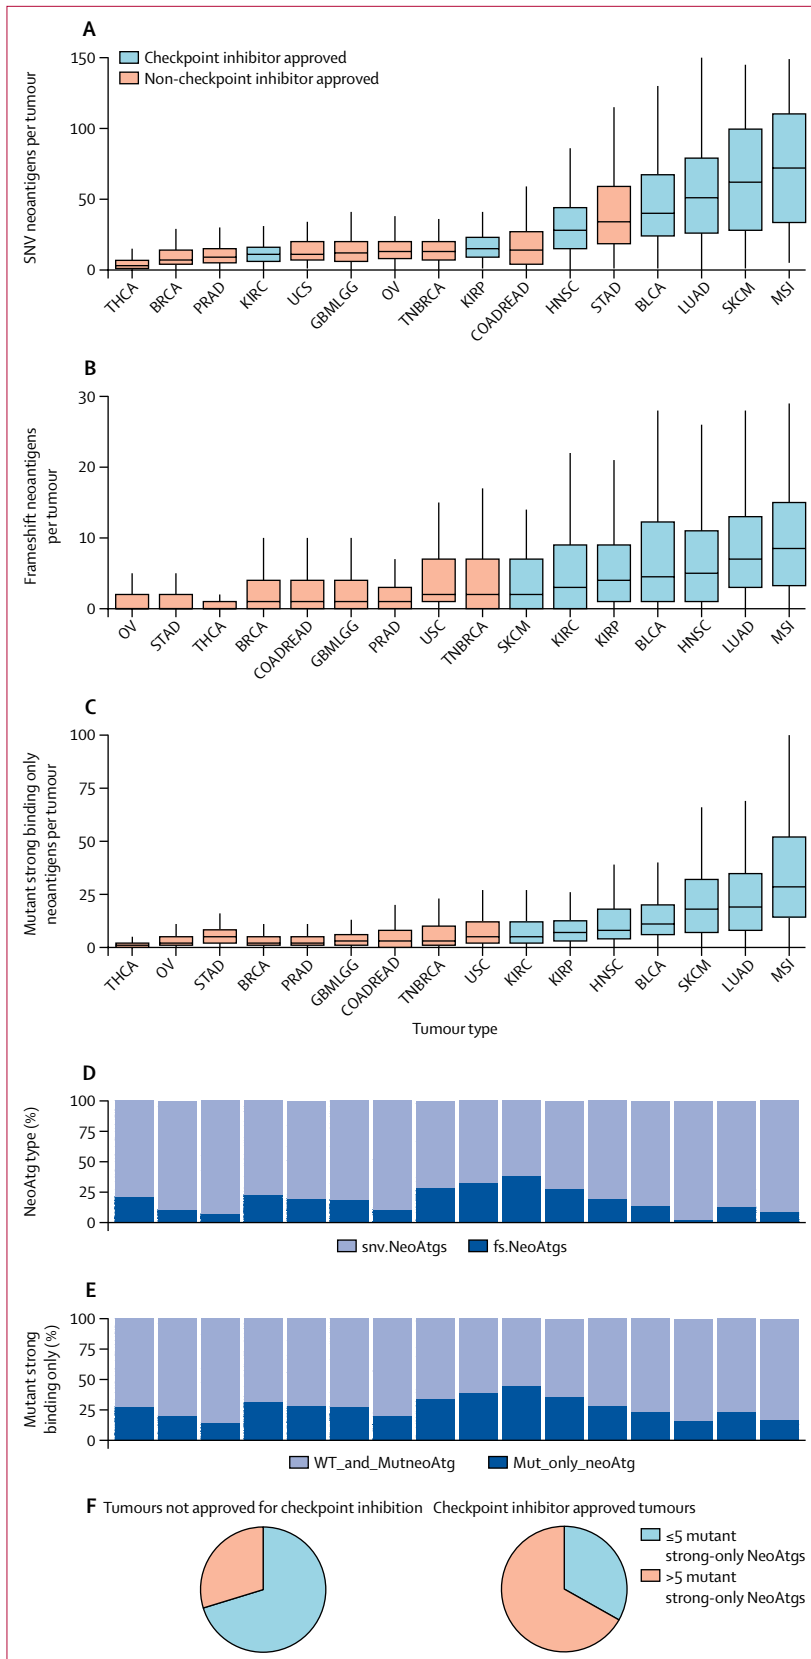 A
150
100
50
0
SNV neoantigens per tumour
Checkpoint inhibitor approved
Non-checkpoint inhibitor approved
THCA
BRCA
PRAD
KIRC
UCS
GBMLGG
OV
TNBRCA
KIRP
COADREAD
HNSC
STAD
BLCA
LUAD
SKCM
MSI
B
30
20
10
0
Frameshift neoantigens
per tumour
OV
STAD
THCA
BRCA
COADREAD
GBMLGG
PRAD
USC
TNBRCA
SKCM
KIRC
KIRP
BLCA
HNSC
LUAD
MSI
C
100
75
50
25
0
Mutant strong binding only
neoantigens per tumour
THCA
OV
STAD
BRCA
PRAD
GBMLGG
COADREAD
TNBRCA
USC
KIRC
KIRP
HNSC
BLCA
SKCM
LUAD
MSI
Tumour type
D
100
75
50
25
0
NeoAtg type (%)
snv.NeoAtgs
fs.NeoAtgs
E
100
75
50
25
0
Mutant strong
binding only (%)
WT_and_MutneoAtg
Mut_only_neoAtg
F
Tumours not approved for checkpoint inhibition
Checkpoint inhibitor approved tumours
≤5 mutant
strong-only NeoAtgs
>5 mutant
strong-only NeoAtgs